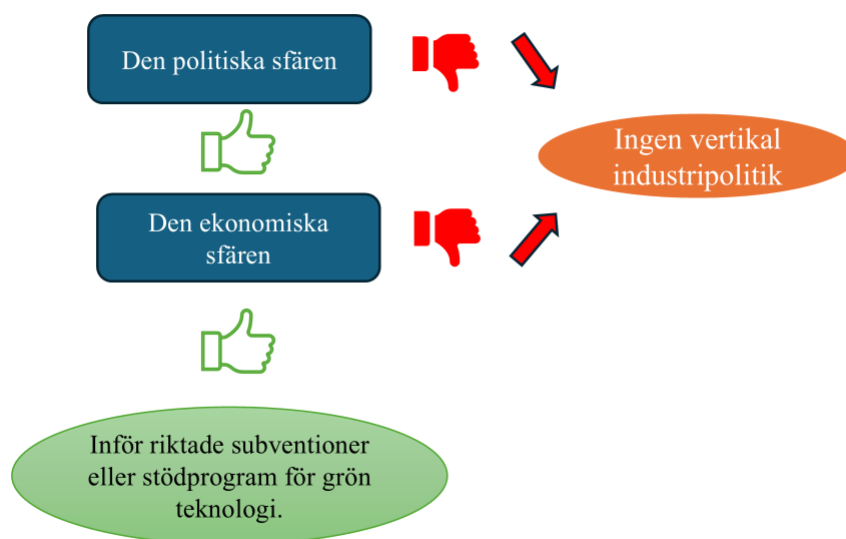 Den politiska sfären
Ingen vertikal
industripolitik
Den ekonomiska
sfären
Inför riktade subventioner
eller stödprogram för grön
teknologi.